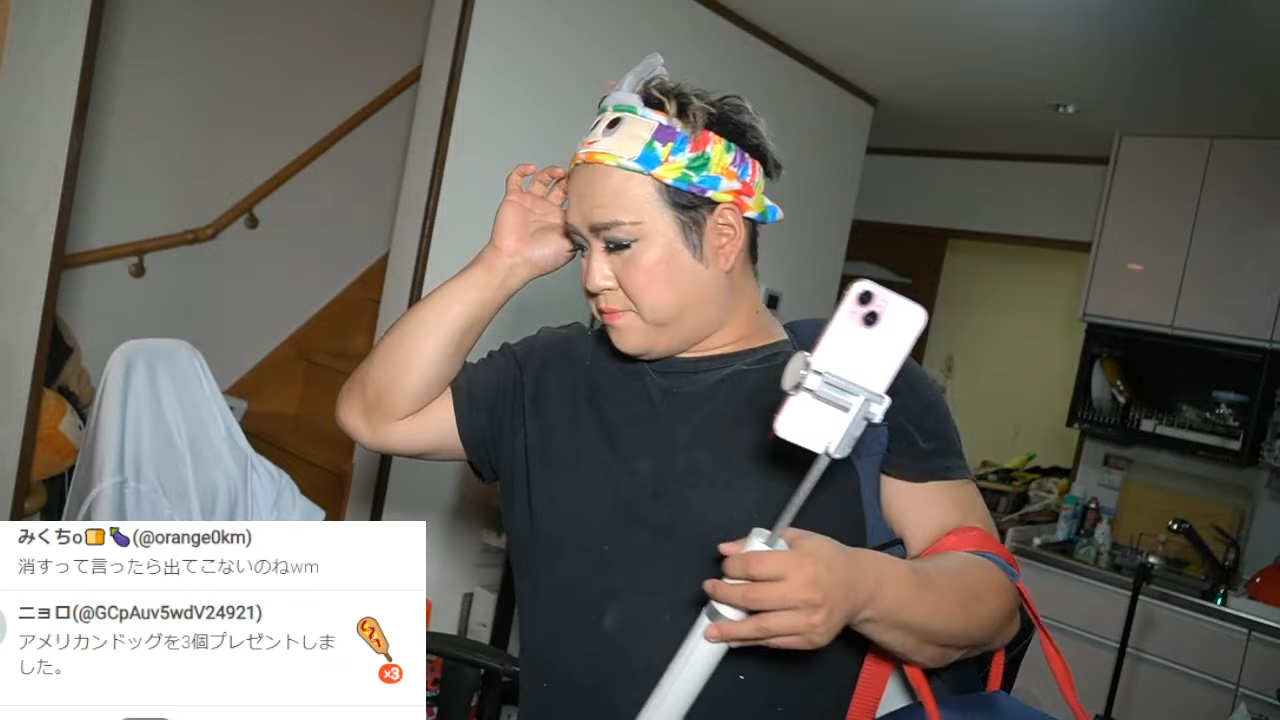 みくちo🍞🍆(@orange0km)
消すって言ったら出てこないのねwm
ニョロ(@GCpAuv5wdV24921)
アメリカンドッグを3個プレゼントしま
した。
x3